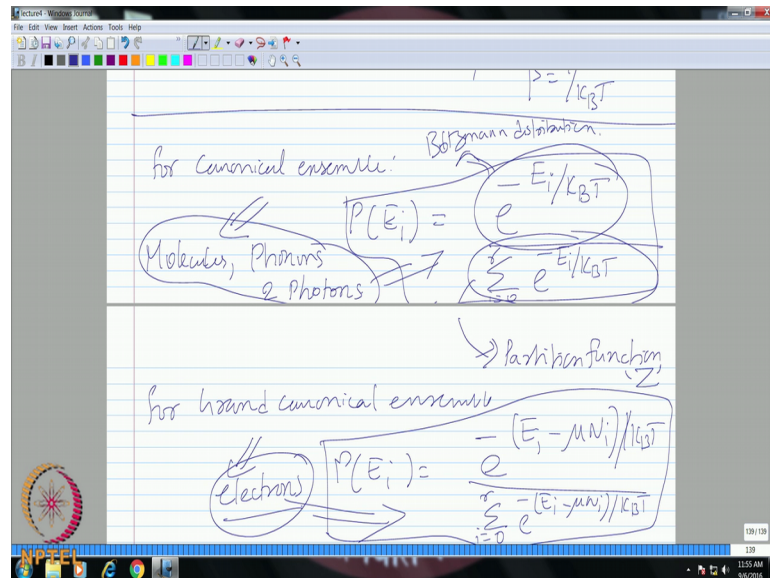 lecture4 - Windows Journal
File Edit View Insert Actions Tools Help
β = 1/K_BT
Boltzmann distribution.
for Canonical ensemble:
P(E_i) = e^{-E_i/K_BT} / \sum_{i=0}^{r} e^{-E_i/K_BT}
Molecules, Phonons
& Photons
Partition function,
'Z'
for Grand canonical ensemble
electrons
P(E_i) = e^{-(E_i - μN_i)/K_BT} / \sum_{i=0}^{r} e^{-(E_i - μN_i)/K_BT}
NPTEL
139 / 139
139
11:55 AM
9/6/2016